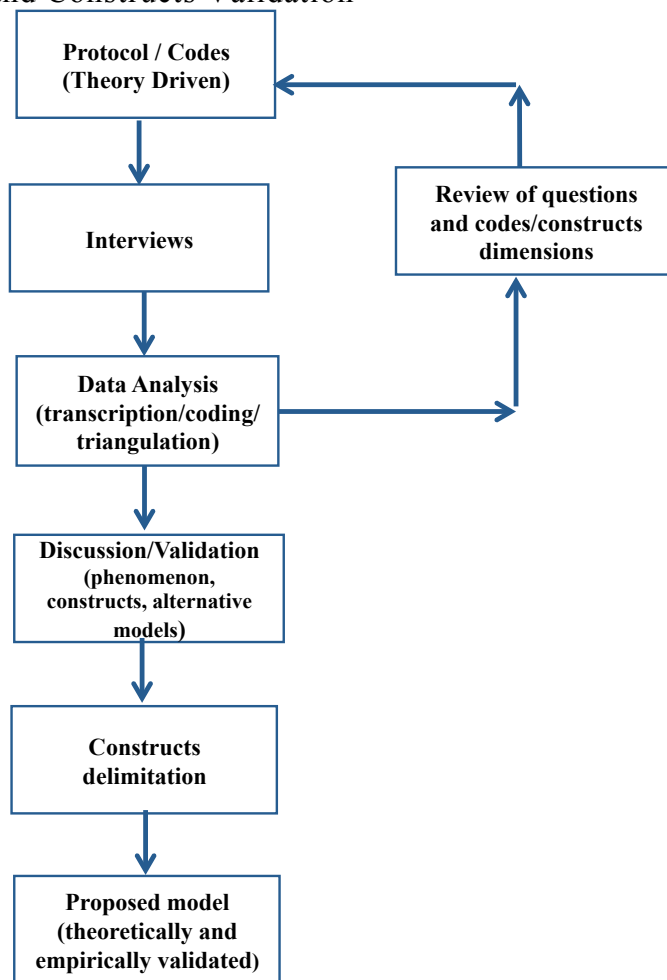 and Constructs Validation
Protocol / Codes
(Theory Driven)
Interviews
Review of questions
and codes/constructs
dimensions
Data Analysis
(transcription/coding/
triangulation)
Discussion/Validation
(phenomenon,
constructs, alternative
models)
Constructs
delimitation
Proposed model
(theoretically and
empirically validated)